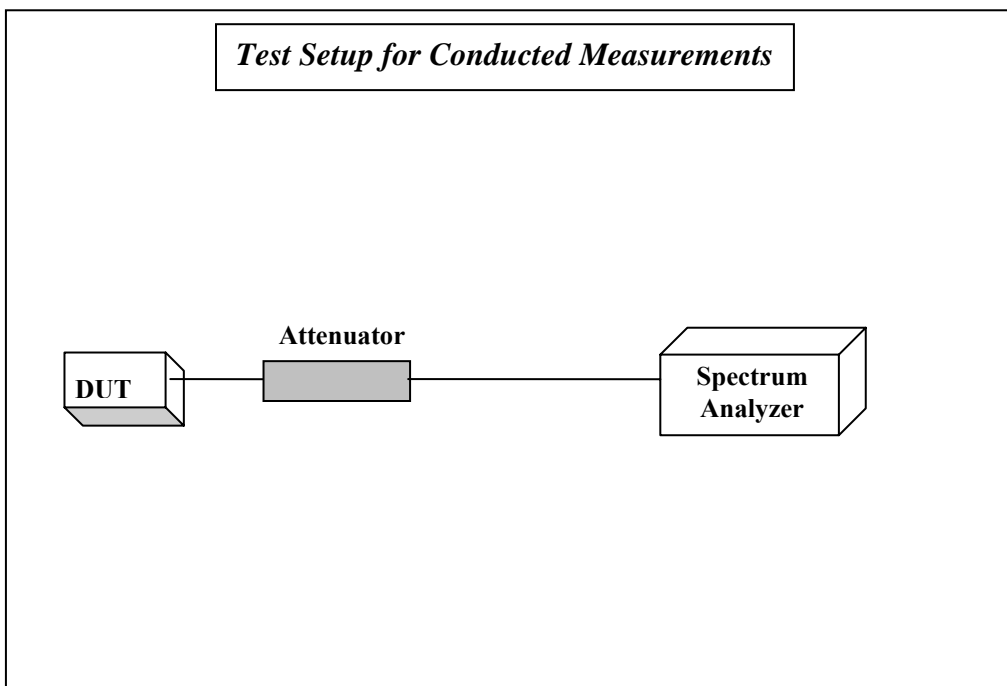 Test Setup for Conducted Measurements
Attenuator
DUT
Spectrum
Analyzer